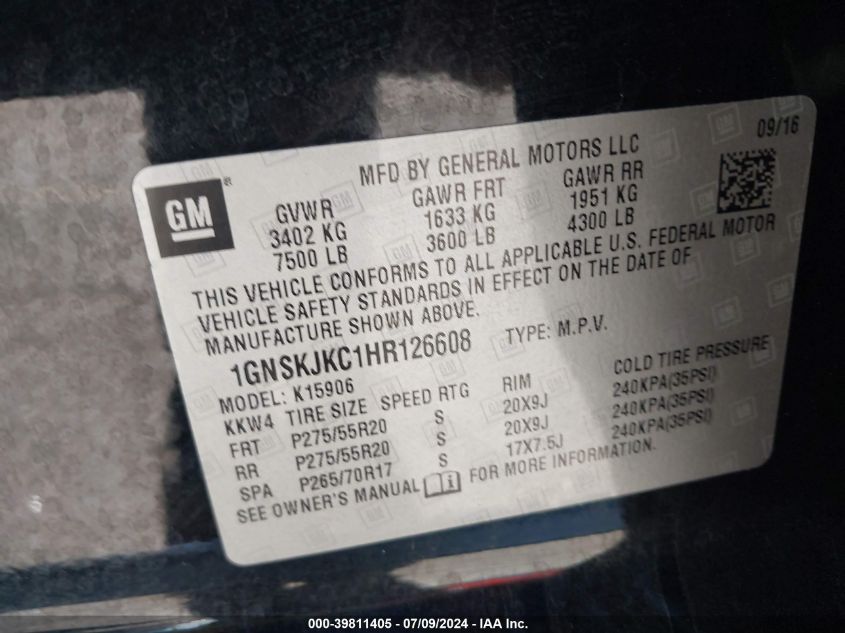 09/16
MFD BY GENERAL MOTORS LLC
GM®
GVWR GAWR FRT GAWR RR
3402 KG 1633 KG 1951 KG
7500 LB 3600 LB 4300 LB
THIS VEHICLE CONFORMS TO ALL APPLICABLE U.S. FEDERAL MOTOR
VEHICLE SAFETY STANDARDS IN EFFECT ON THE DATE OF
MANUFACTURE SHOWN ABOVE.
1GNSKJKC1HR126608 TYPE: M.P.V.
MODEL: K15906
KKW4 TIRE SIZE SPEED RTG RIM COLD TIRE PRESSURE
FRT P275/55R20 S 20X9J 240KPA(35PSI)
RR P275/55R20 S 20X9J 240KPA(35PSI)
SPA P265/70R17 S 17X7.5J 240KPA(35PSI)
SEE OWNER'S MANUAL FOR MORE INFORMATION.
000-39811405 / 07/09/2024 - IAA Inc.